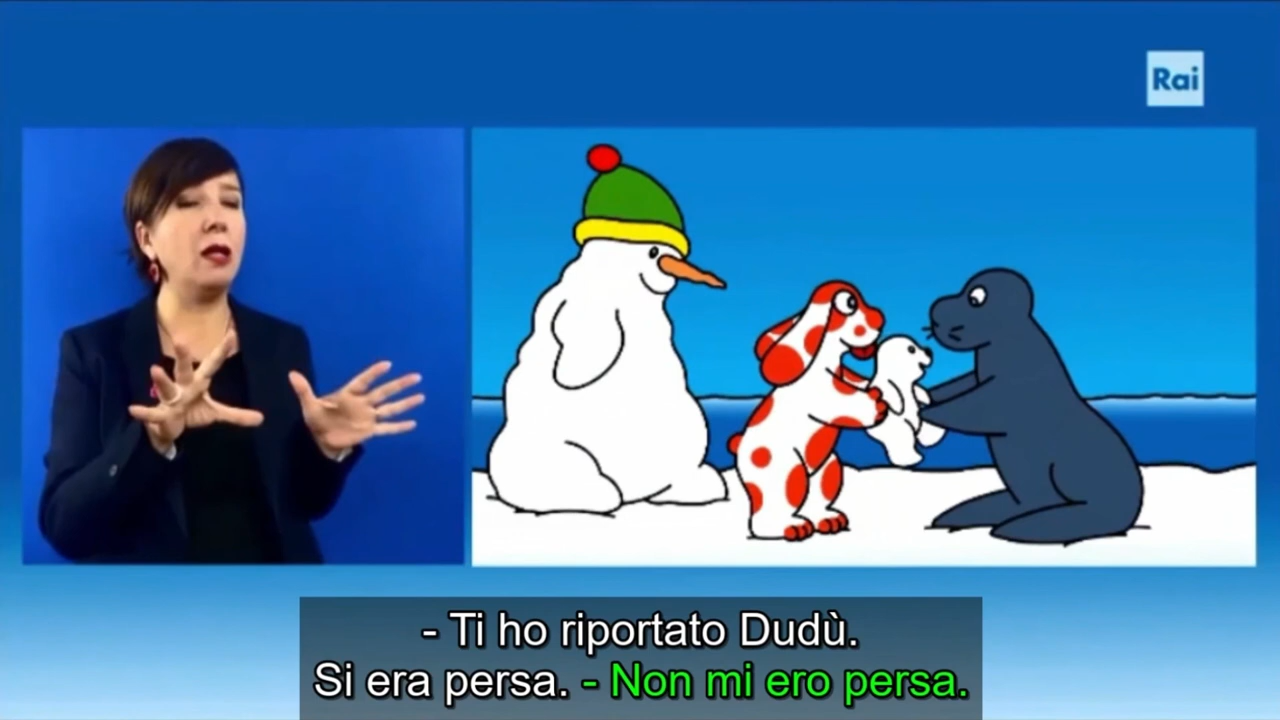 Rai
- Ti ho riportato Dudù.
Si era persa. - Non mi ero persa.